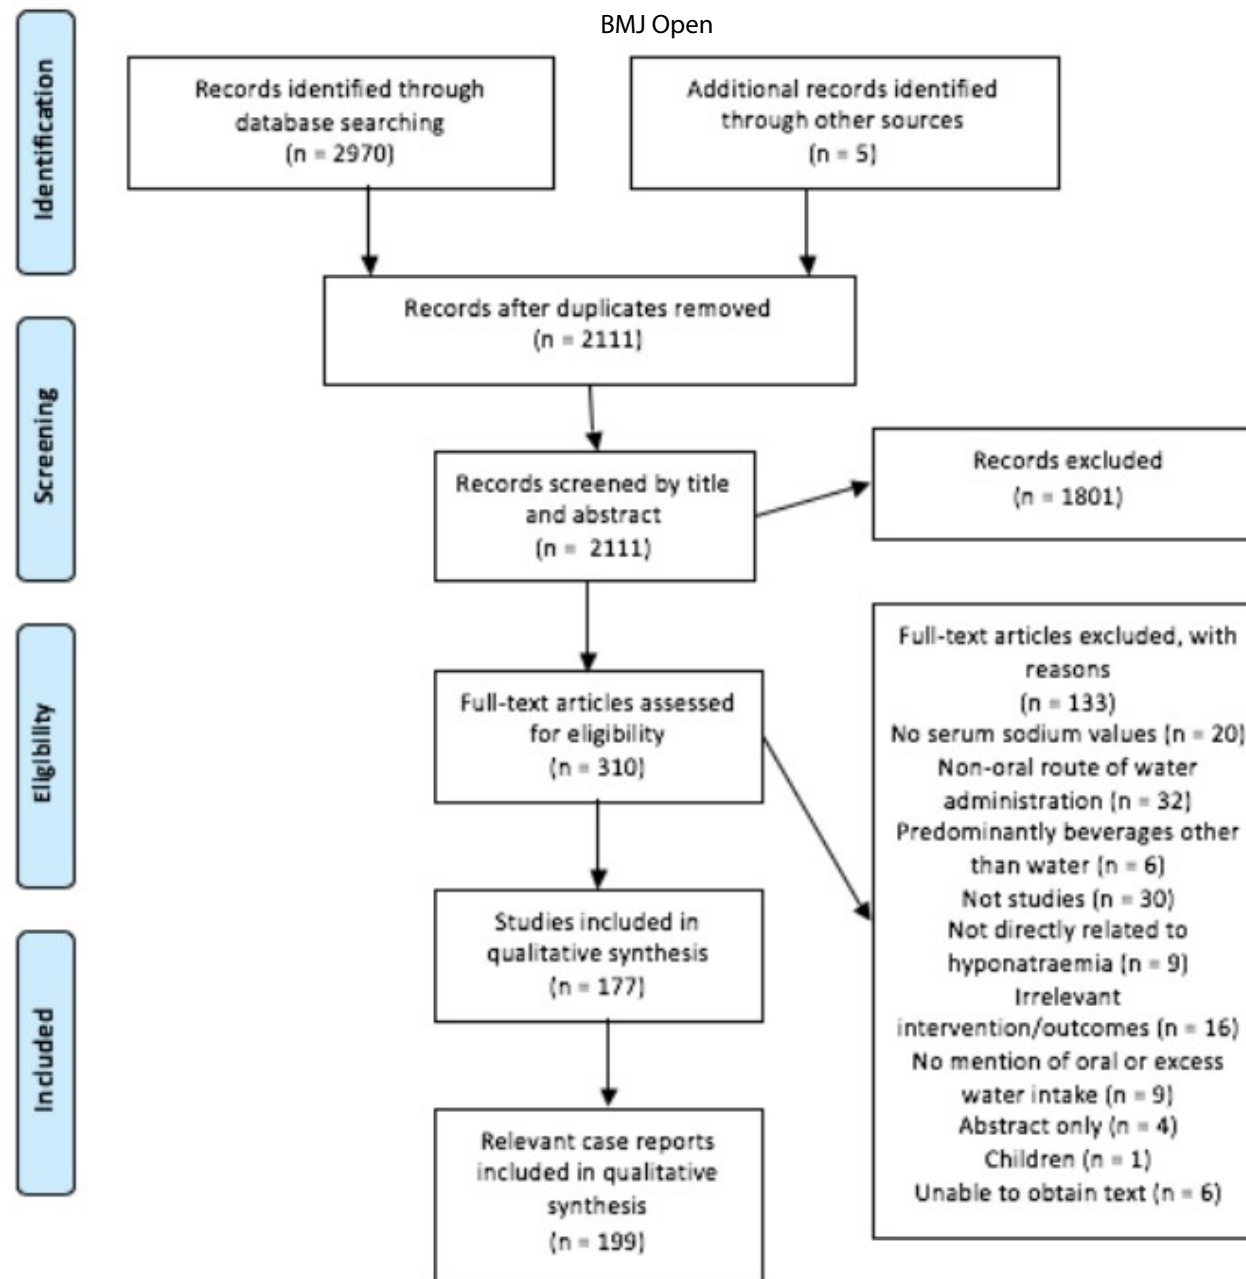 BMJ Open
Identification
Records identified through
database searching
(n = 2970)
Additional records identified
through other sources
(n = 5)
Records after duplicates removed
(n = 2111)
Screening
Records screened by title
and abstract
(n = 2111)
Records excluded
(n = 1801)
Eligibility
Full-text articles assessed
for eligibility
(n = 310)
Full-text articles excluded, with
reasons
(n = 133)
No serum sodium values (n = 20)
Non-oral route of water
administration (n = 32)
Predominantly beverages other
than water (n = 6)
Not studies (n = 30)
Not directly related to
hyponatraemia (n = 9)
Irrelevant
intervention/outcomes (n = 16)
No mention of oral or excess
water intake (n = 9)
Abstract only (n = 4)
Children (n = 1)
Unable to obtain text (n = 6)
Included
Studies included in
qualitative synthesis
(n = 177)
Relevant case reports
included in qualitative
synthesis
(n = 199)